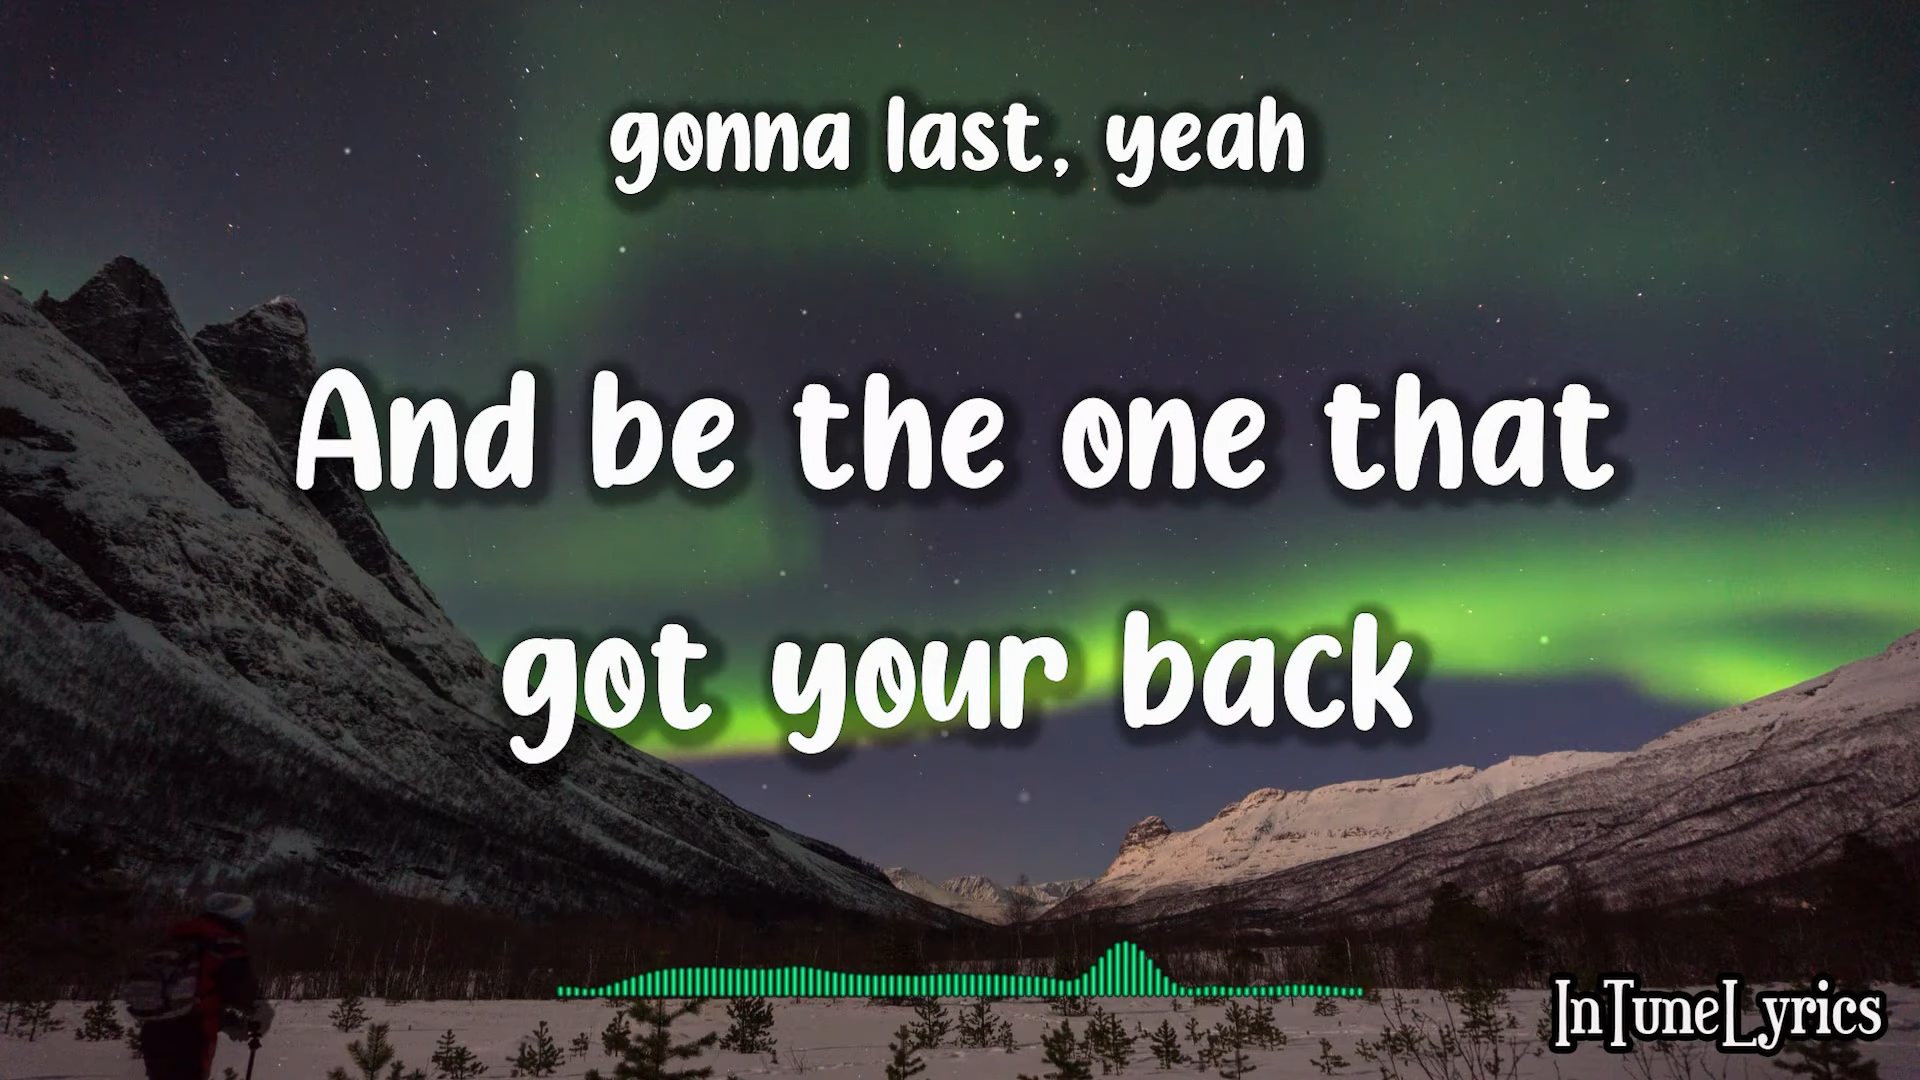 gonna last, yeah
And be the one that
got your back
InTuneLyrics